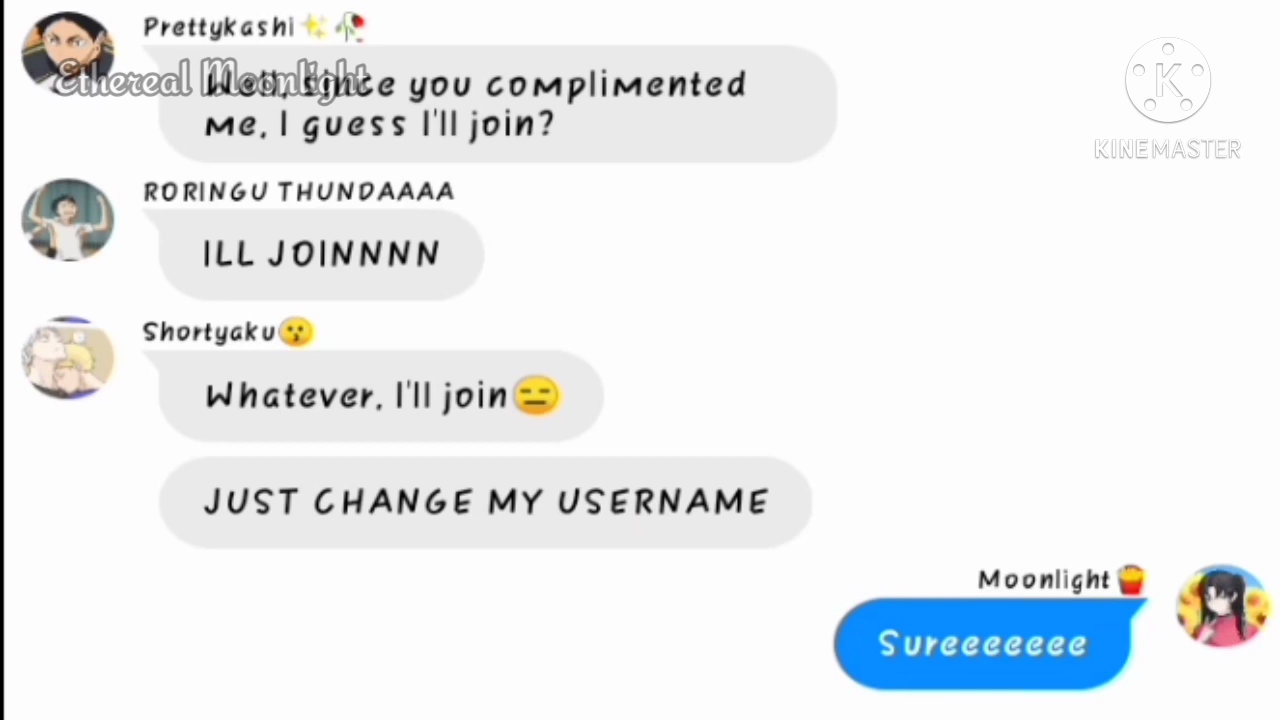 Prettykashi✨🥀
Ethereal Moonlight
Well, since you complimented
me, I guess I'll join?
K
KINEMASTER
RORINGU THUNDAAAA
ILL JOINNNN
Shortyaku😗
Whatever, I'll join😑
JUST CHANGE MY USERNAME
Moonlight🍟
Sureeeeeee